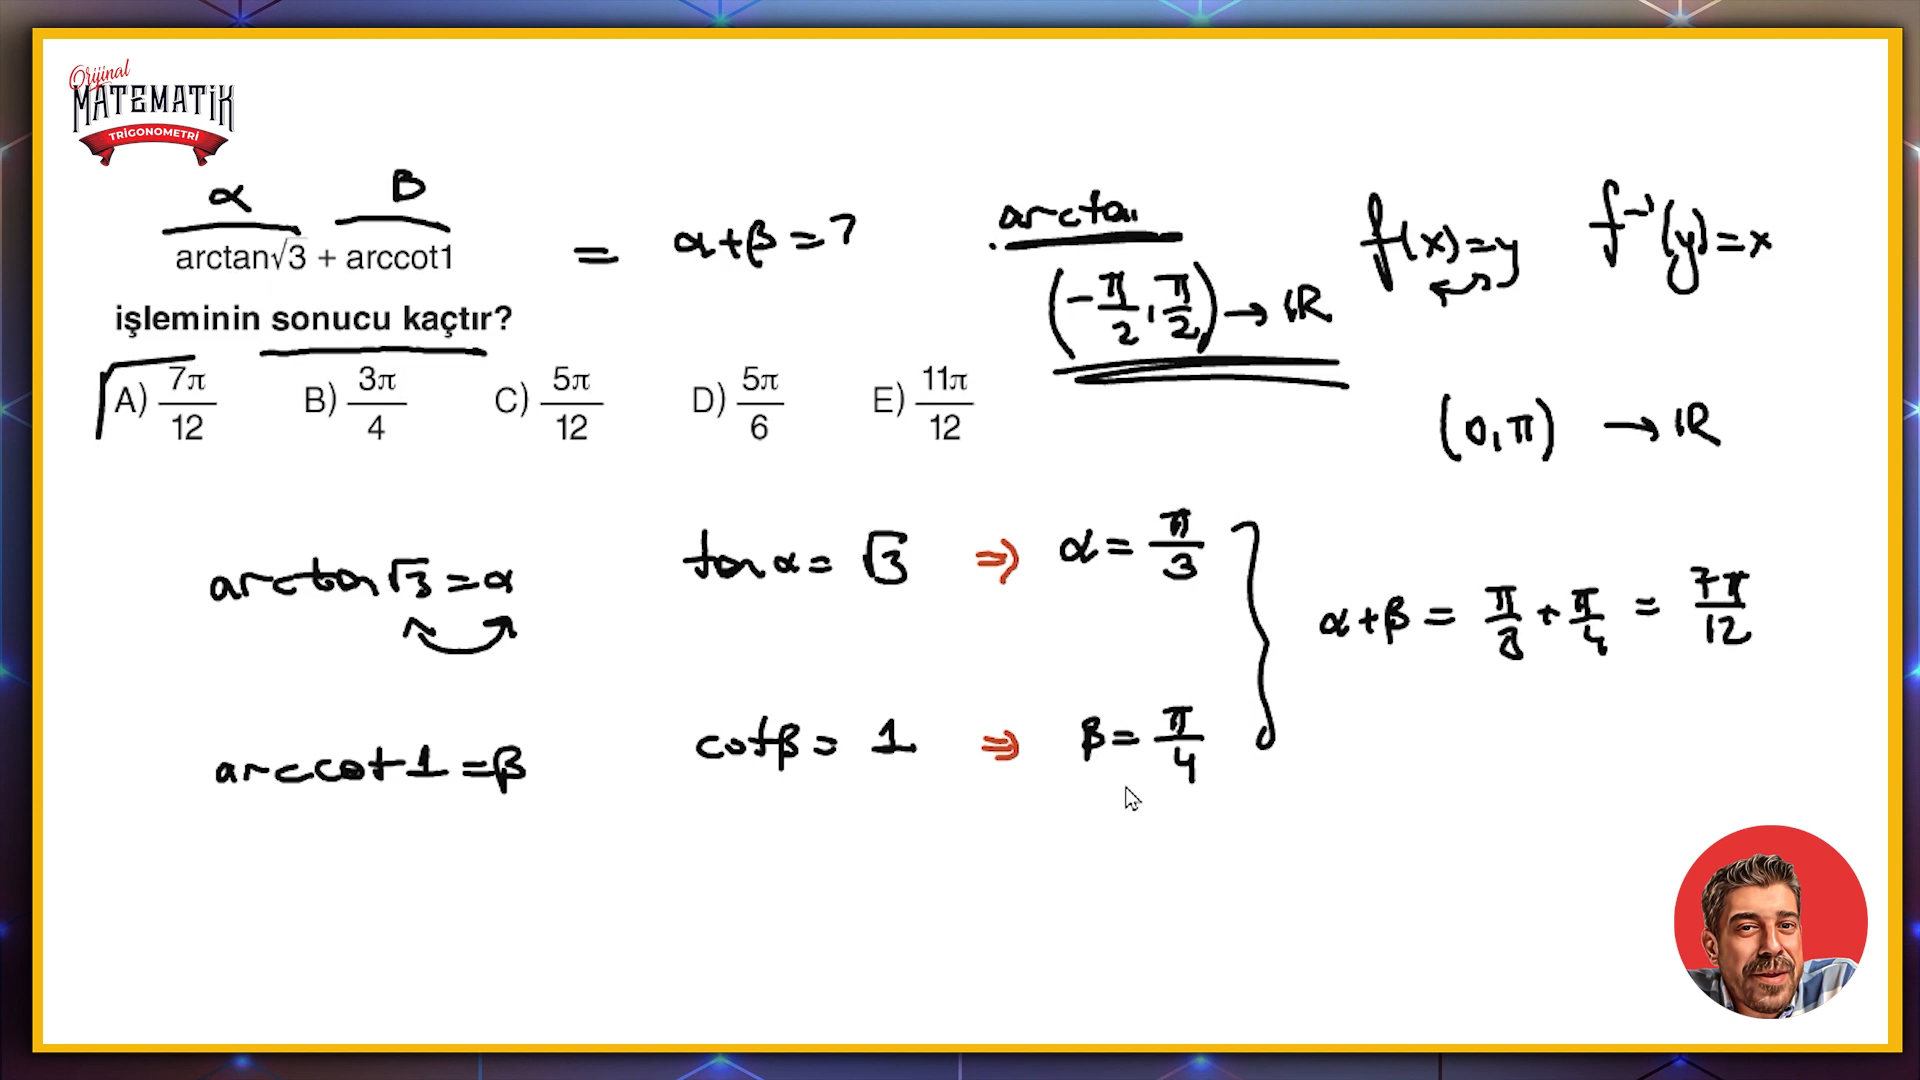 Orijinal
MATEMATİK
TRİGONOMETRİ
α β
arctan√3 + arccot1 = α+β=?
işleminin sonucu kaçtır?
A) 7π/12 B) 3π/4 C) 5π/12 D) 5π/6 E) 11π/12
arctan
(-π/2, π/2) → IR
f(x)=y f⁻¹(y)=x
(0,π) → IR
arctan√3=α tanα=√3 ⇒ α=π/3
α+β=π/3+π/4=7π/12
arccot1=β cotβ=1 ⇒ β=π/4